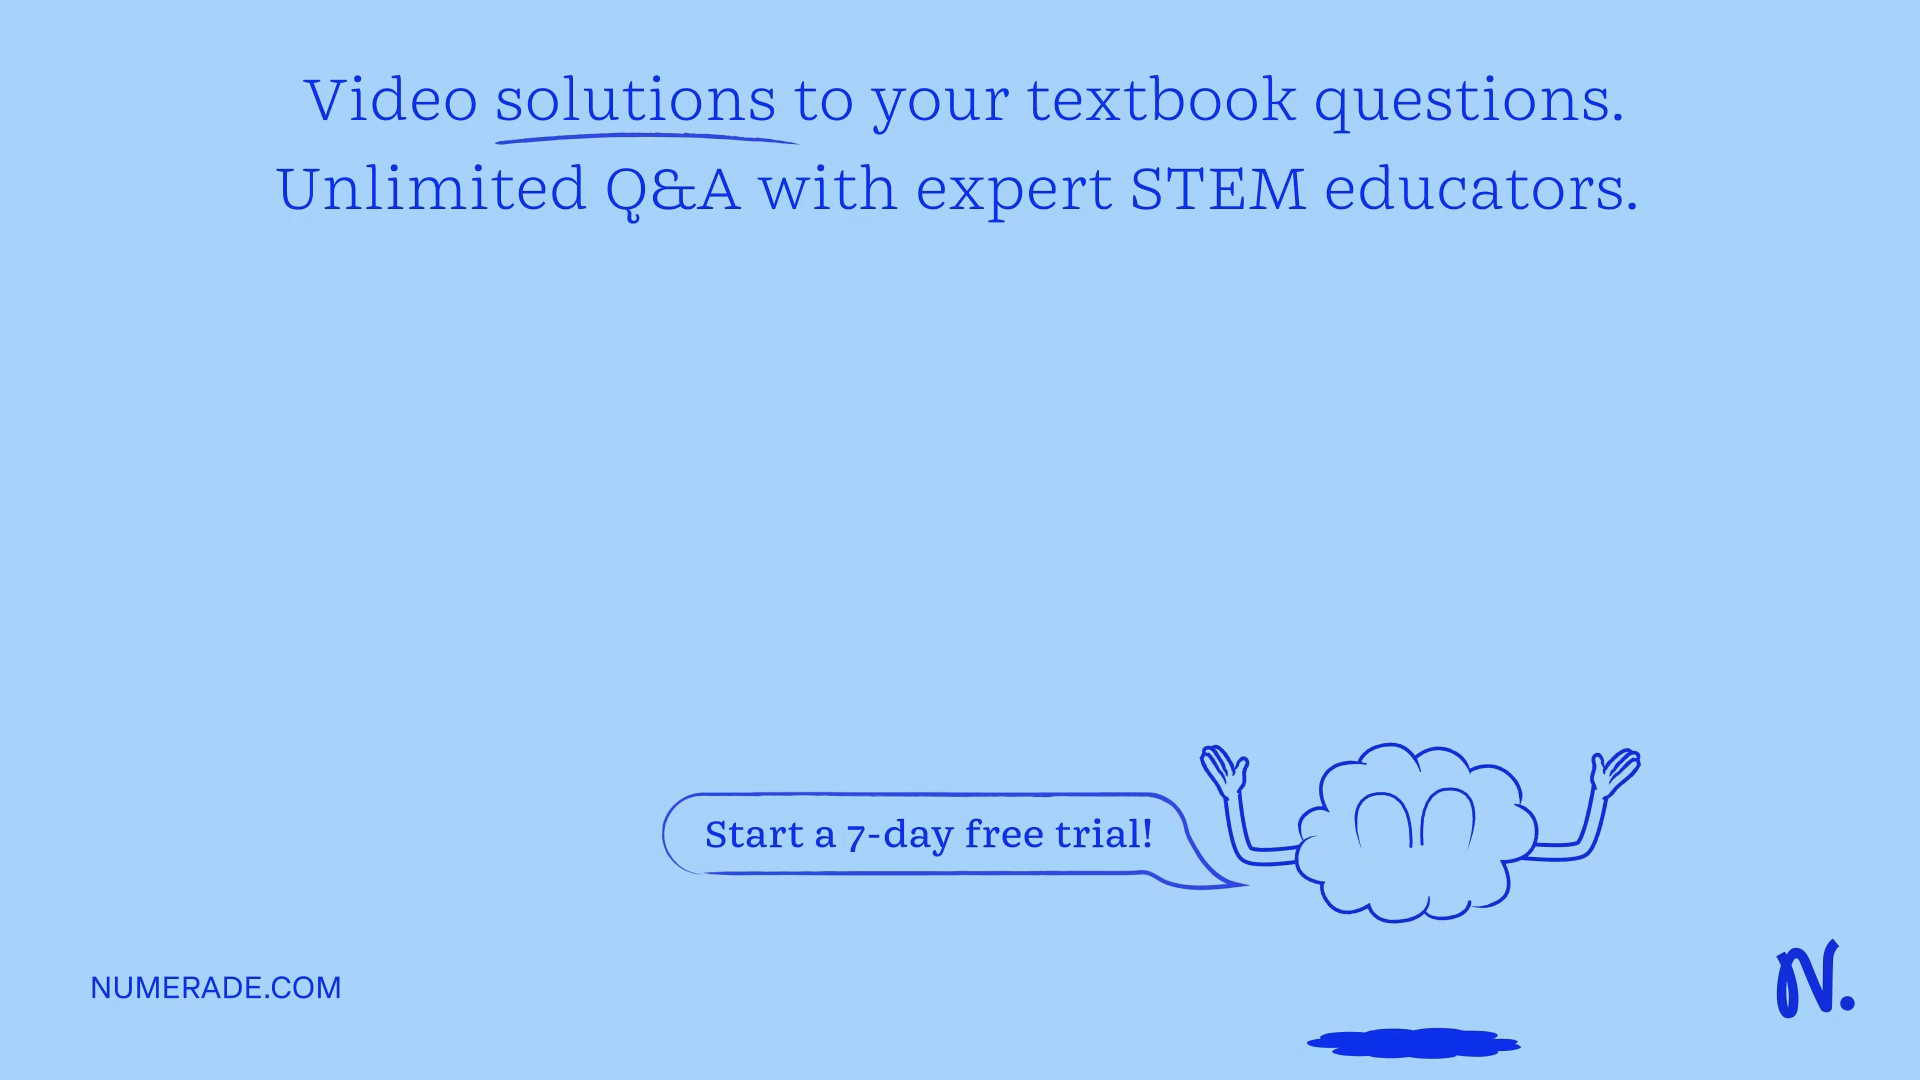 Video solutions to your textbook questions.
Unlimited Q&A with expert STEM educators.
Start a 7-day free trial!
NUMERADE.COM
N.